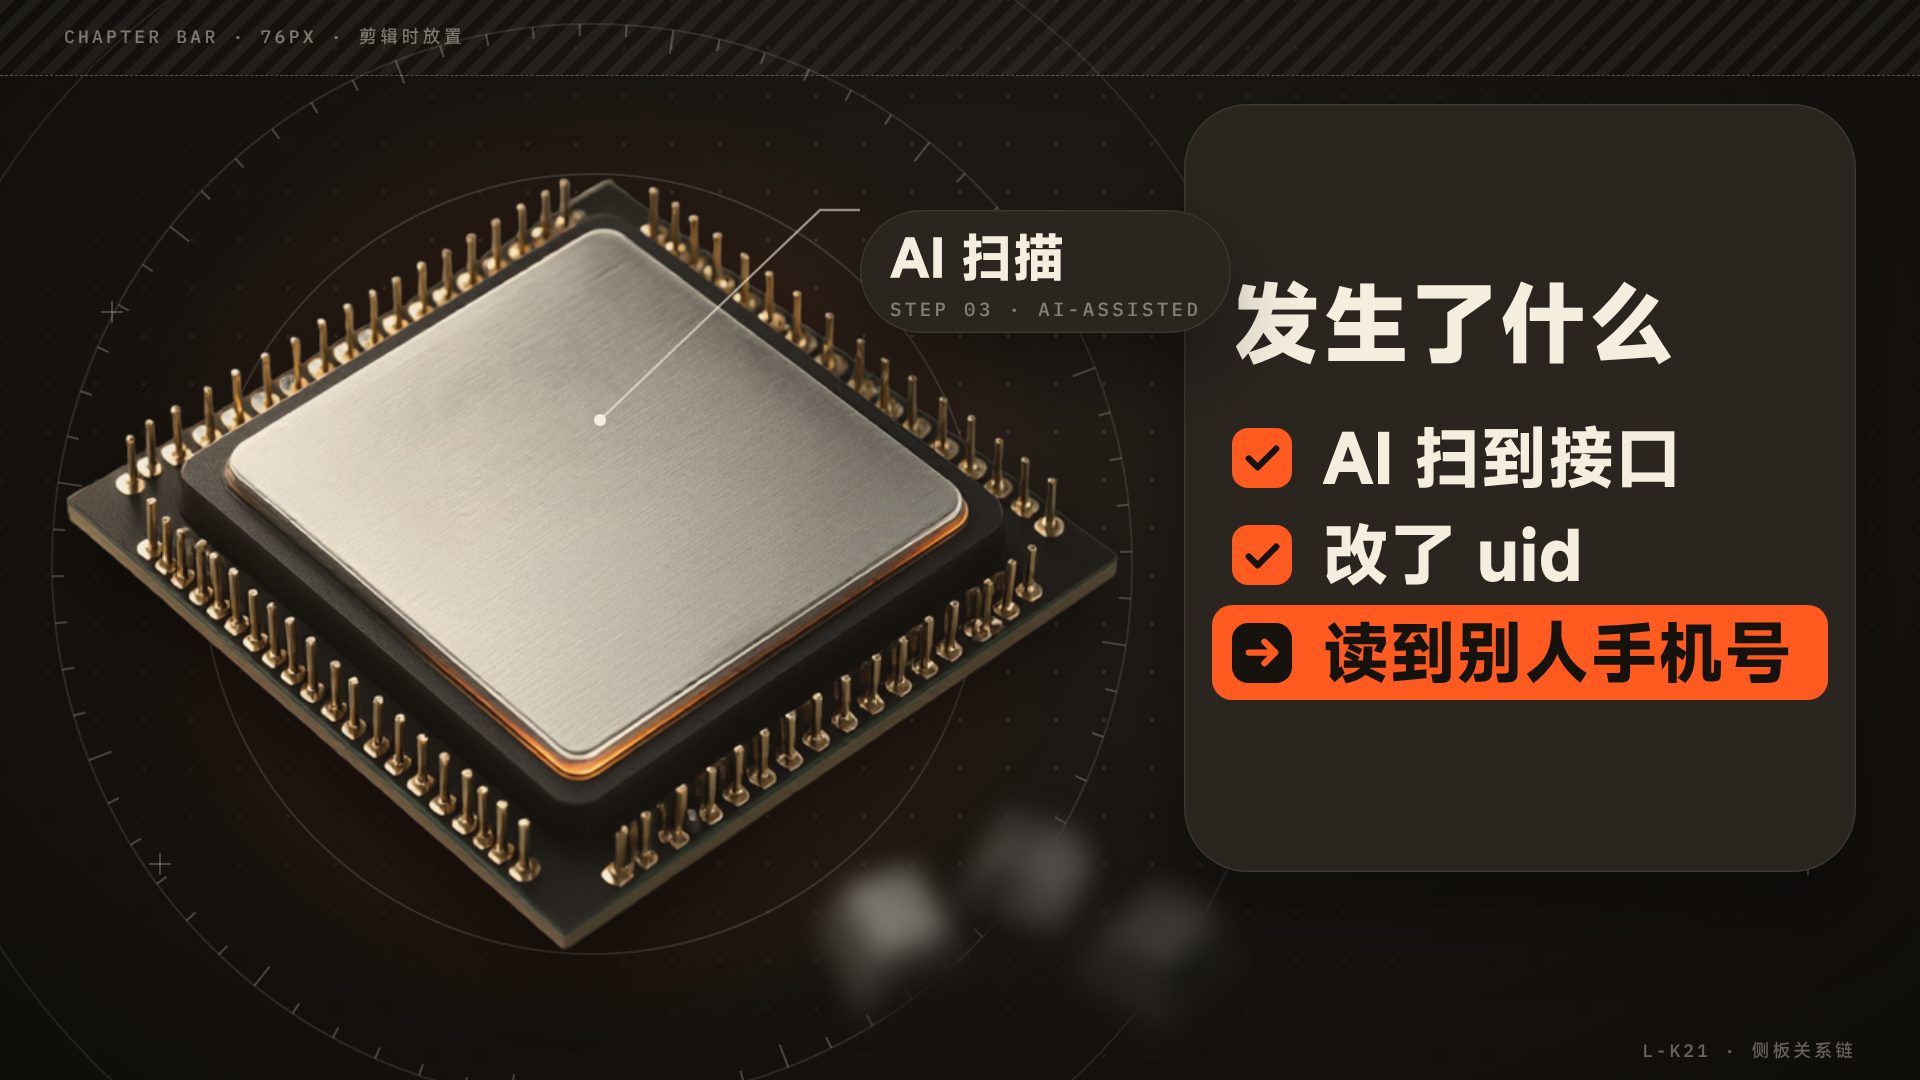 CHAPTER BAR · 76PX · 剪辑时放置
AI 扫描
STEP 03 · AI-ASSISTED
发生了什么
AI 扫到接口
改了 uid
读到别人手机号
L-K21 · 侧板关系链